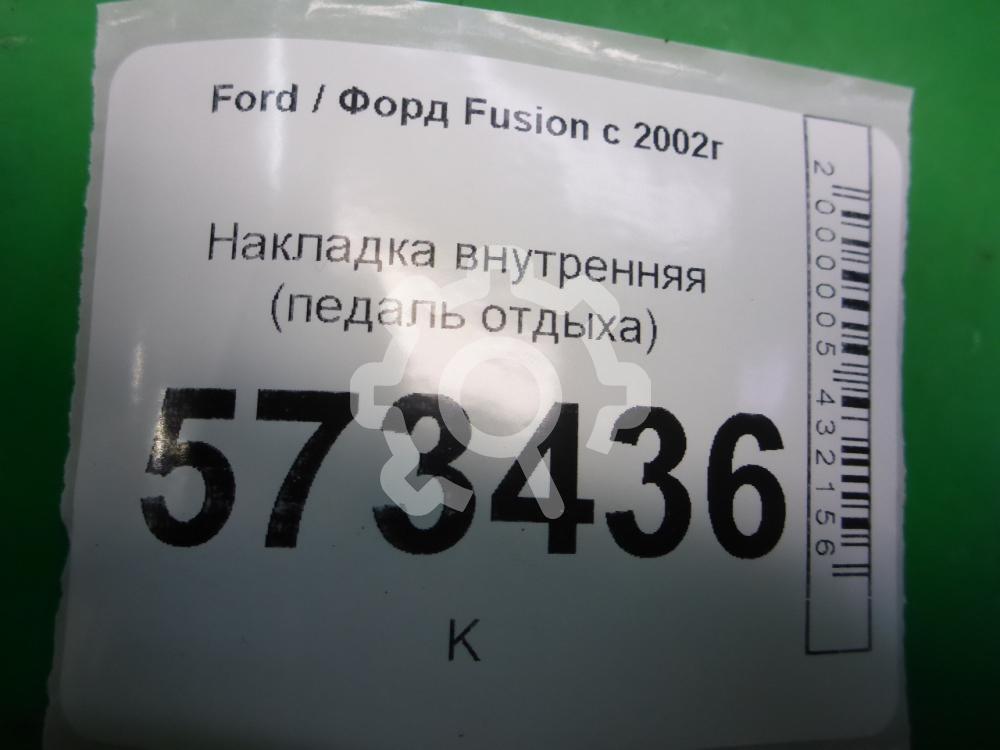 Ford / Форд Fusion с 2002г
Накладка внутренняя
(педаль отдыха)
573436
К
2000005432156